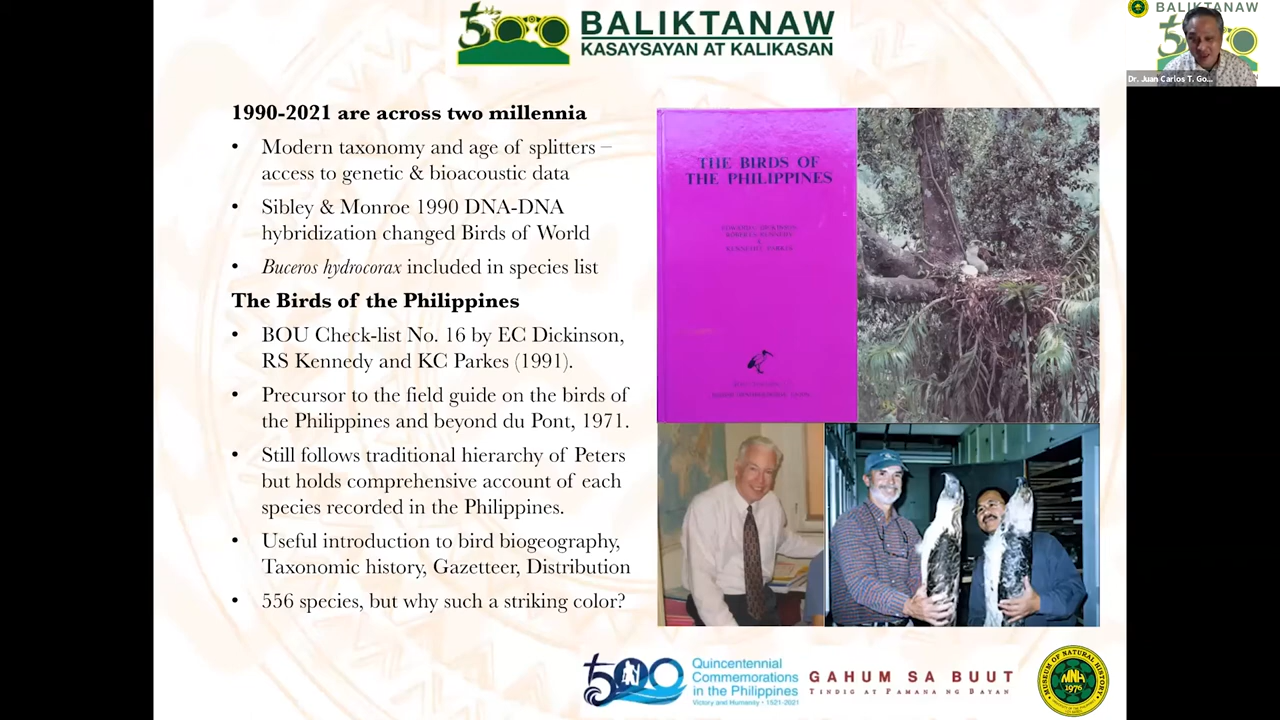 BALIKTANAW
KASAYSAYAN AT KALIKASAN
BALIKTANAW
Dr. Juan Carlos T. Go...
1990-2021 are across two millennia
• Modern taxonomy and age of splitters –
access to genetic & bioacoustic data
• Sibley & Monroe 1990 DNA-DNA
hybridization changed Birds of World
• Buceros hydrocorax included in species list
The Birds of the Philippines
• BOU Check-list No. 16 by EC Dickinson,
RS Kennedy and KC Parkes (1991).
• Precursor to the field guide on the birds of
the Philippines and beyond du Pont, 1971.
• Still follows traditional hierarchy of Peters
but holds comprehensive account of each
species recorded in the Philippines.
• Useful introduction to bird biogeography,
Taxonomic history, Gazetteer, Distribution
• 556 species, but why such a striking color?
THE BIRDS OF
THE PHILIPPINES
500
Quincentennial
Commemorations
in the Philippines
Victory and Humanity • 1521-2021
GAHUM SA BUUT
TINDIG AT PAMANA NG BAYAN
MUSEUM OF NATURAL HISTORY
MNH
1976